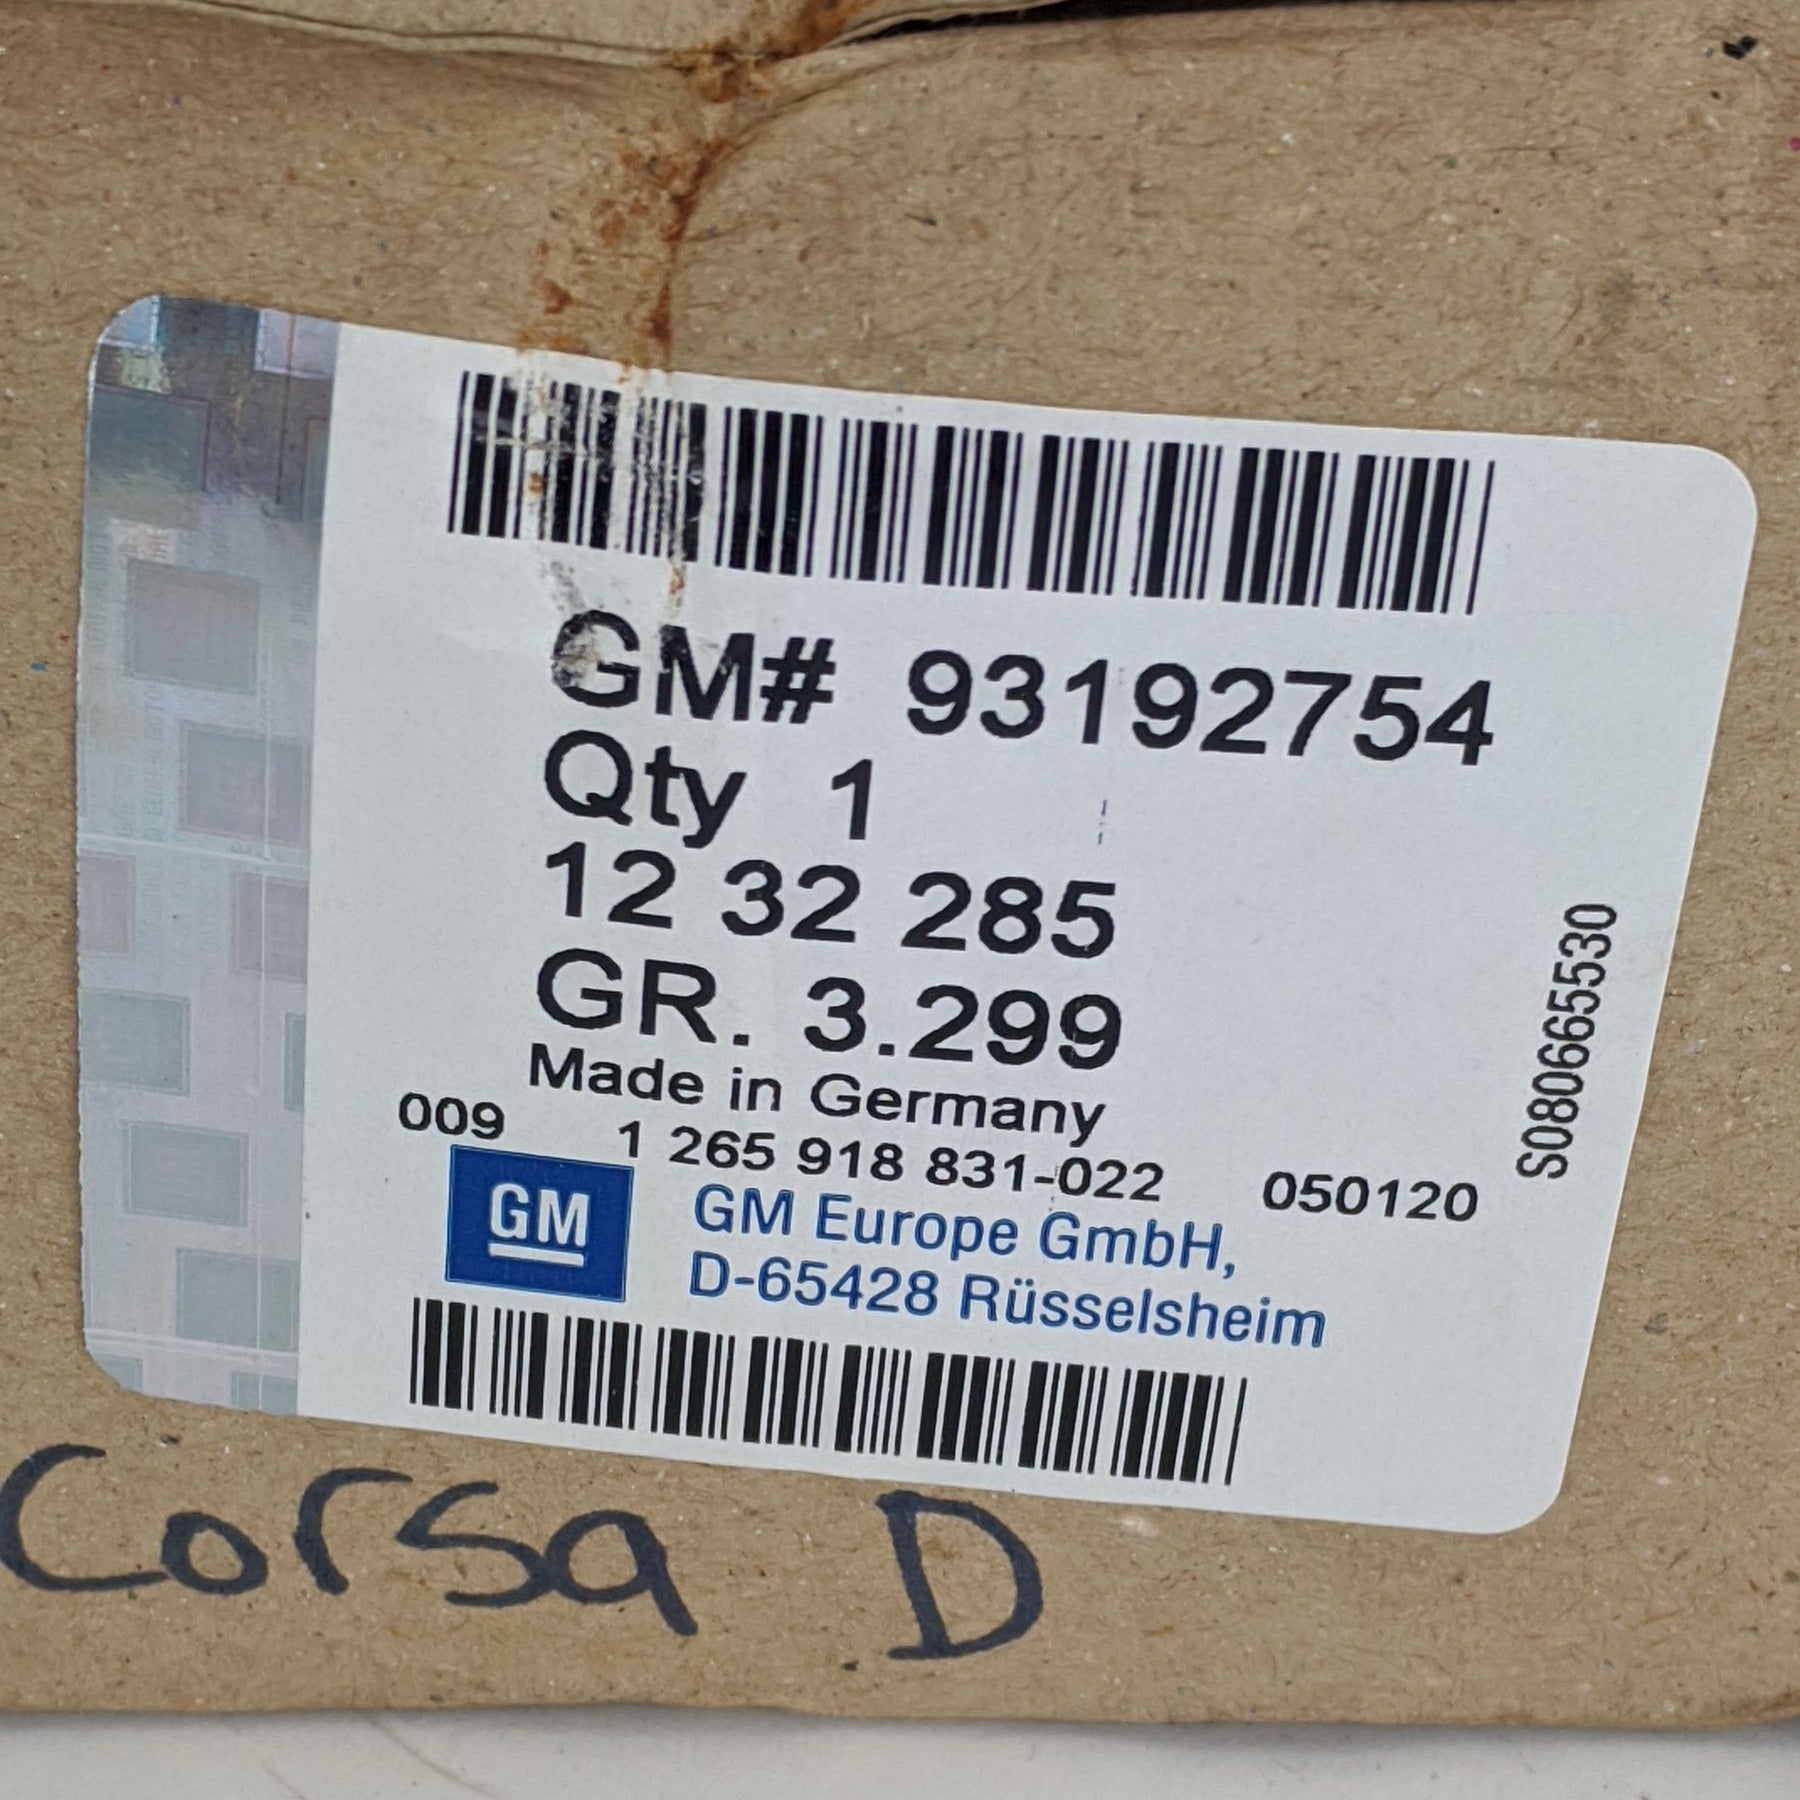 GM# 93192754
Qty 1
12 32 285
GR. 3.299
Made in Germany
009 1 265 918 831-022 050120
GM
GM Europe GmbH,
D-65428 Rüsselsheim
S08066530
Corsa D